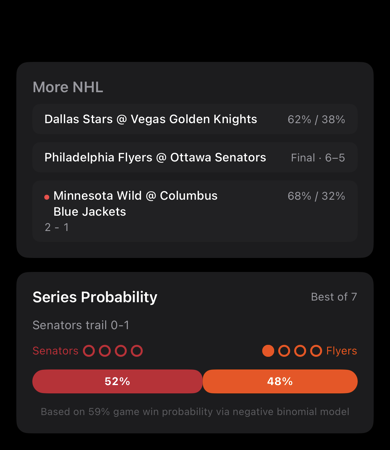 More NHL
Dallas Stars @ Vegas Golden Knights 62% / 38%
Philadelphia Flyers @ Ottawa Senators Final · 6–5
Minnesota Wild @ Columbus 68% / 32%
Blue Jackets
2 - 1
Series Probability Best of 7
Senators trail 0-1
Senators Flyers
52% 48%
Based on 59% game win probability via negative binomial model